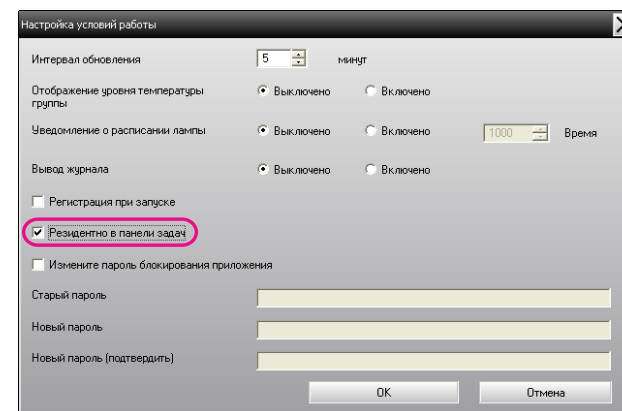 Настройка условий работы
Интервал обновления 5 минут
Отображение уровня температуры группы Выключено Включено
Уведомление о расписании лампы Выключено Включено 1000 Время
Вывод журнала Выключено Включено
Регистрация при запуске
Резидентно в панели задач
Измените пароль блокирования приложения
Старый пароль
Новый пароль
Новый пароль (подтвердить)
OK Отмена